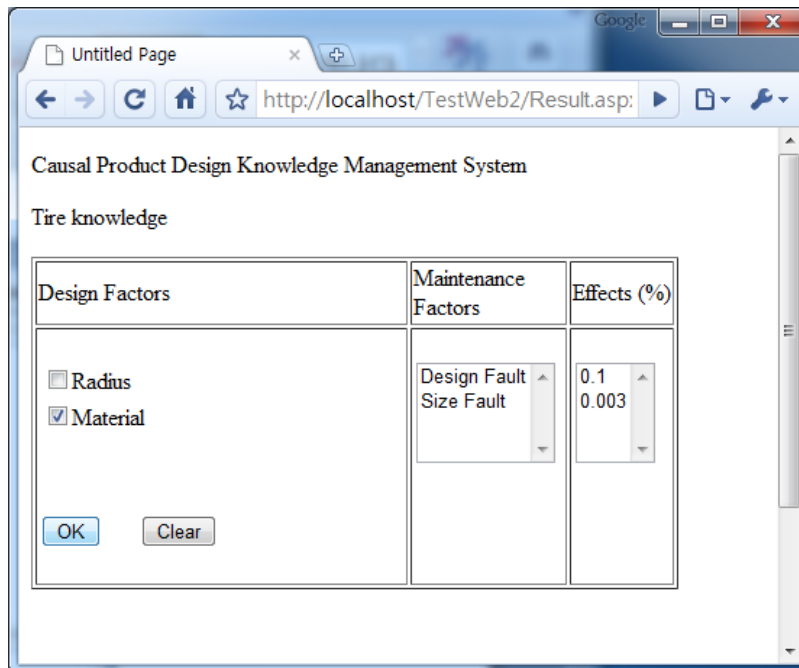 Google
Untitled Page
http://localhost/TestWeb2/Result.asp
Causal Product Design Knowledge Management System
Tire knowledge
Design Factors
Maintenance
Factors
Effects (%)
Radius
Material
Design Fault
Size Fault
0.1
0.003
OK
Clear